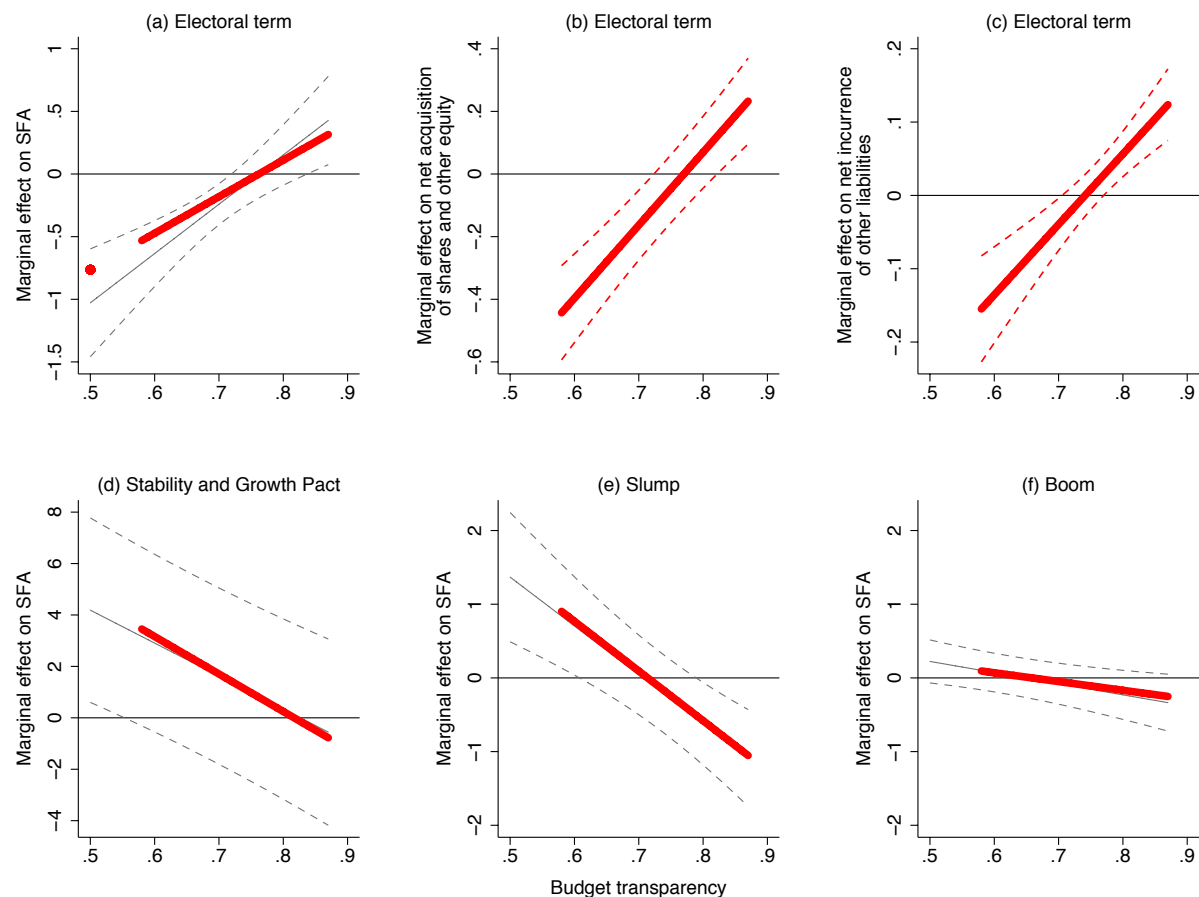 (a) Electoral term
Marginal effect on SFA
1
.5
0
−.5
−1
−1.5
.5 .6 .7 .8 .9
(b) Electoral term
Marginal effect on net acquisition
of shares and other equity
.4
.2
0
−.2
−.4
−.6
.5 .6 .7 .8 .9
(c) Electoral term
Marginal effect on net incurrence
of other liabilities
.2
.1
0
−.1
−.2
.5 .6 .7 .8 .9
(d) Stability and Growth Pact
Marginal effect on SFA
8
6
4
2
0
−2
−4
.5 .6 .7 .8 .9
(e) Slump
Marginal effect on SFA
2
1
0
−1
−2
.5 .6 .7 .8 .9
(f) Boom
Marginal effect on SFA
2
1
0
−1
−2
.5 .6 .7 .8 .9
Budget transparency